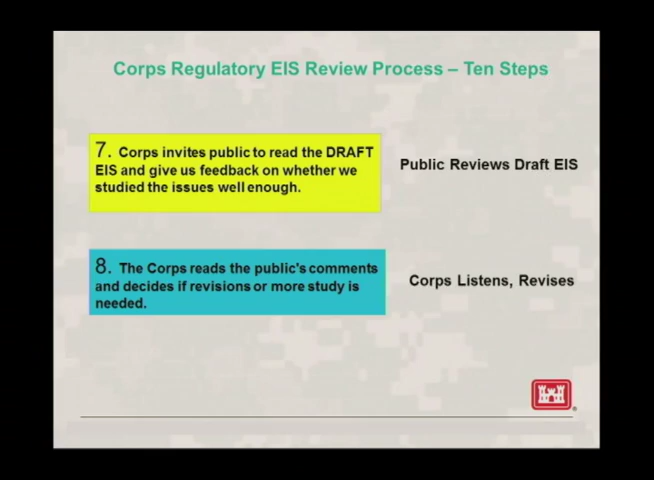 Corps Regulatory EIS Review Process – Ten Steps
7. Corps invites public to read the DRAFT
EIS and give us feedback on whether we
studied the issues well enough.
Public Reviews Draft EIS
8. The Corps reads the public's comments
and decides if revisions or more study is
needed.
Corps Listens, Revises
®